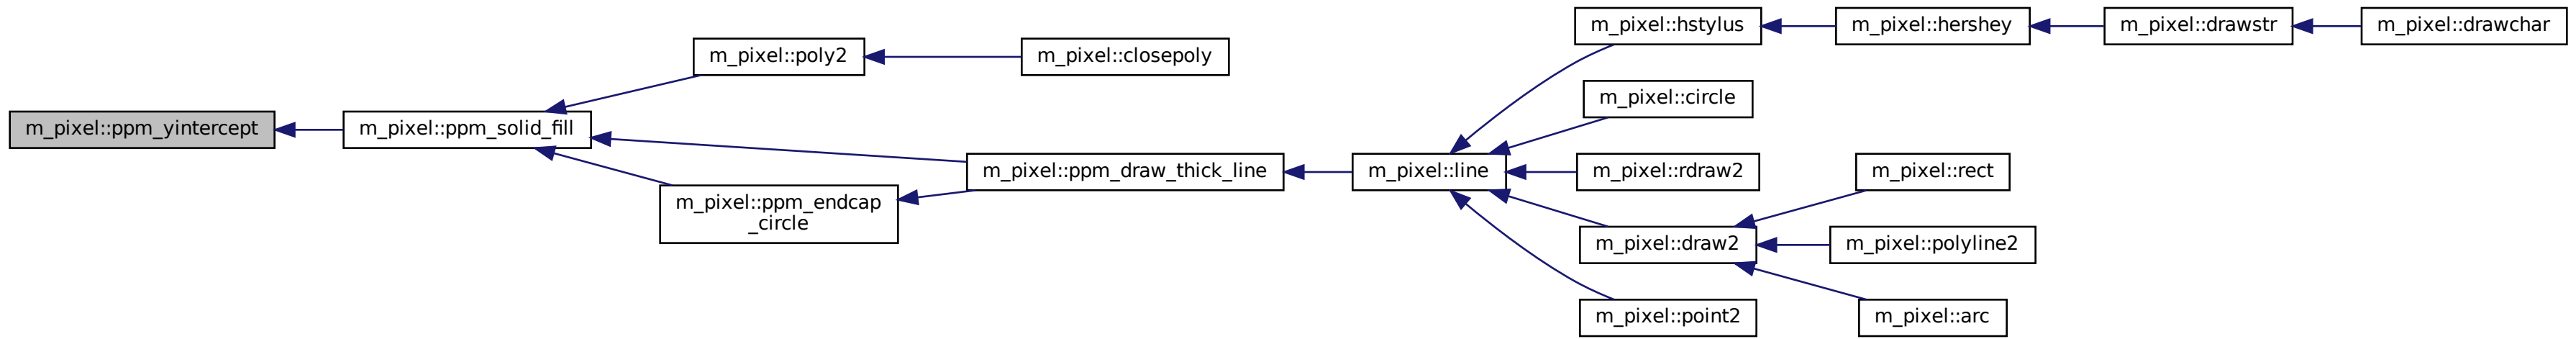 m_pixel::ppm_yintercept
m_pixel::ppm_solid_fill
m_pixel::poly2
m_pixel::closepoly
m_pixel::ppm_draw_thick_line
m_pixel::ppm_endcap
_circle
m_pixel::line
m_pixel::hstylus
m_pixel::hershey
m_pixel::drawstr
m_pixel::drawchar
m_pixel::circle
m_pixel::rdraw2
m_pixel::draw2
m_pixel::rect
m_pixel::polyline2
m_pixel::arc
m_pixel::point2